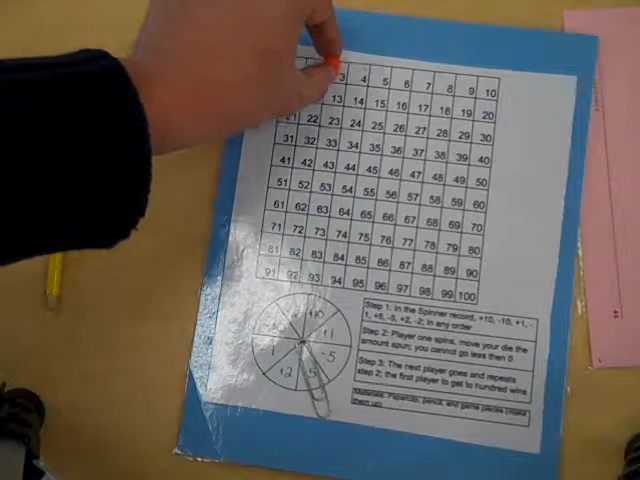 3 4 5 6 7 8 9 10
13 14 15 16 17 18 19 20
21 22 23 24 25 26 27 28 29 30
31 32 33 34 35 36 37 38 39 40
41 42 43 44 45 46 47 48 49 50
51 52 53 54 55 56 57 58 59 60
61 62 63 64 65 66 67 68 69 70
71 72 73 74 75 76 77 78 79 80
81 82 83 84 85 86 87 88 89 90
91 92 93 94 95 96 97 98 99 100
+10
+1
-5
+2
Step 1: In the Spinner record, +10, -10, +1, -
1, +5, -5, +2, -2; in any order
Step 2: Player one spins, move your die the
amount spun; you cannot go less then 0
Step 3: The next player goes and repeats
step 2; the first player to get to hundred wins
Materials: Paperclip, pencil, and game pieces (make
them up)